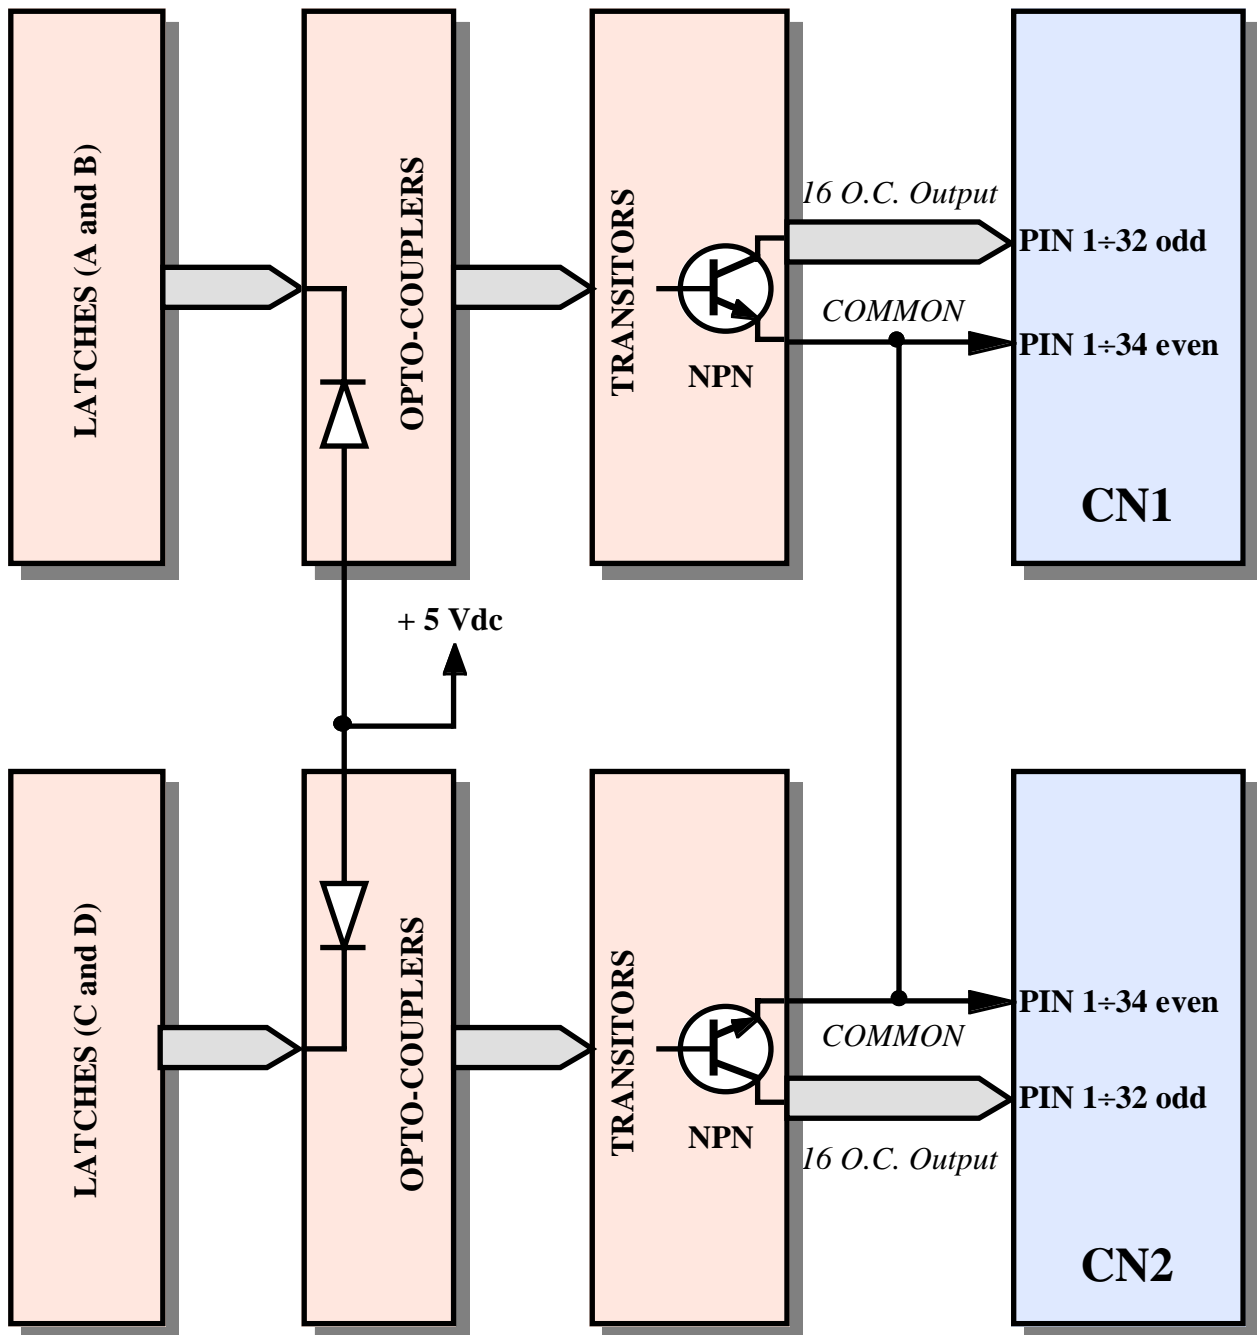 LATCHES (A and B)
OPTO-COUPLERS
TRANSITORS
NPN
16 O.C. Output
COMMON
PIN 1÷32 odd
PIN 1÷34 even
CN1
+ 5 Vdc
LATCHES (C and D)
OPTO-COUPLERS
TRANSITORS
NPN
COMMON
16 O.C. Output
PIN 1÷34 even
PIN 1÷32 odd
CN2